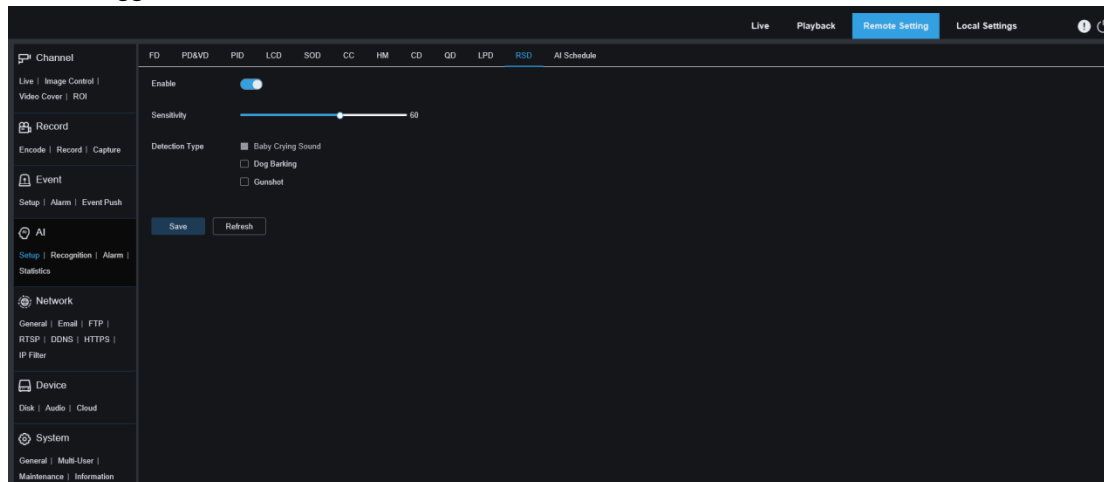 Live Playback Remote Setting Local Settings
Channel
Live | Image Control |
Video Cover | ROI
Record
Encode | Record | Capture
Event
Setup | Alarm | Event Push
AI
Setup | Recognition | Alarm |
Statistics
Network
General | Email | FTP |
RTSP | DDNS | HTTPS |
IP Filter
Device
Disk | Audio | Cloud
System
General | Multi-User |
Maintenance | Information
FD PD&VD PID LCD SOD CC HM CD QD LPD RSD AI Schedule
Enable
Sensitivity 60
Detection Type Baby Crying Sound
Dog Barking
Gunshot
Save Refresh